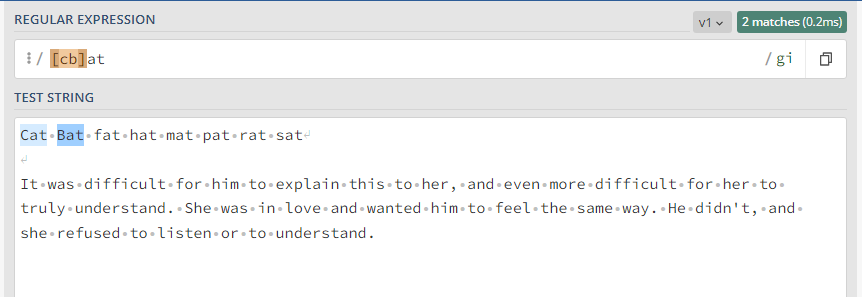 REGULAR EXPRESSION
v1
2 matches (0.2ms)
/ [cb]at
/ gi
TEST STRING
Cat Bat fat hat mat pat rat sat
It was difficult for him to explain this to her, and even more difficult for her to
truly understand. She was in love and wanted him to feel the same way. He didn't, and
she refused to listen or to understand.